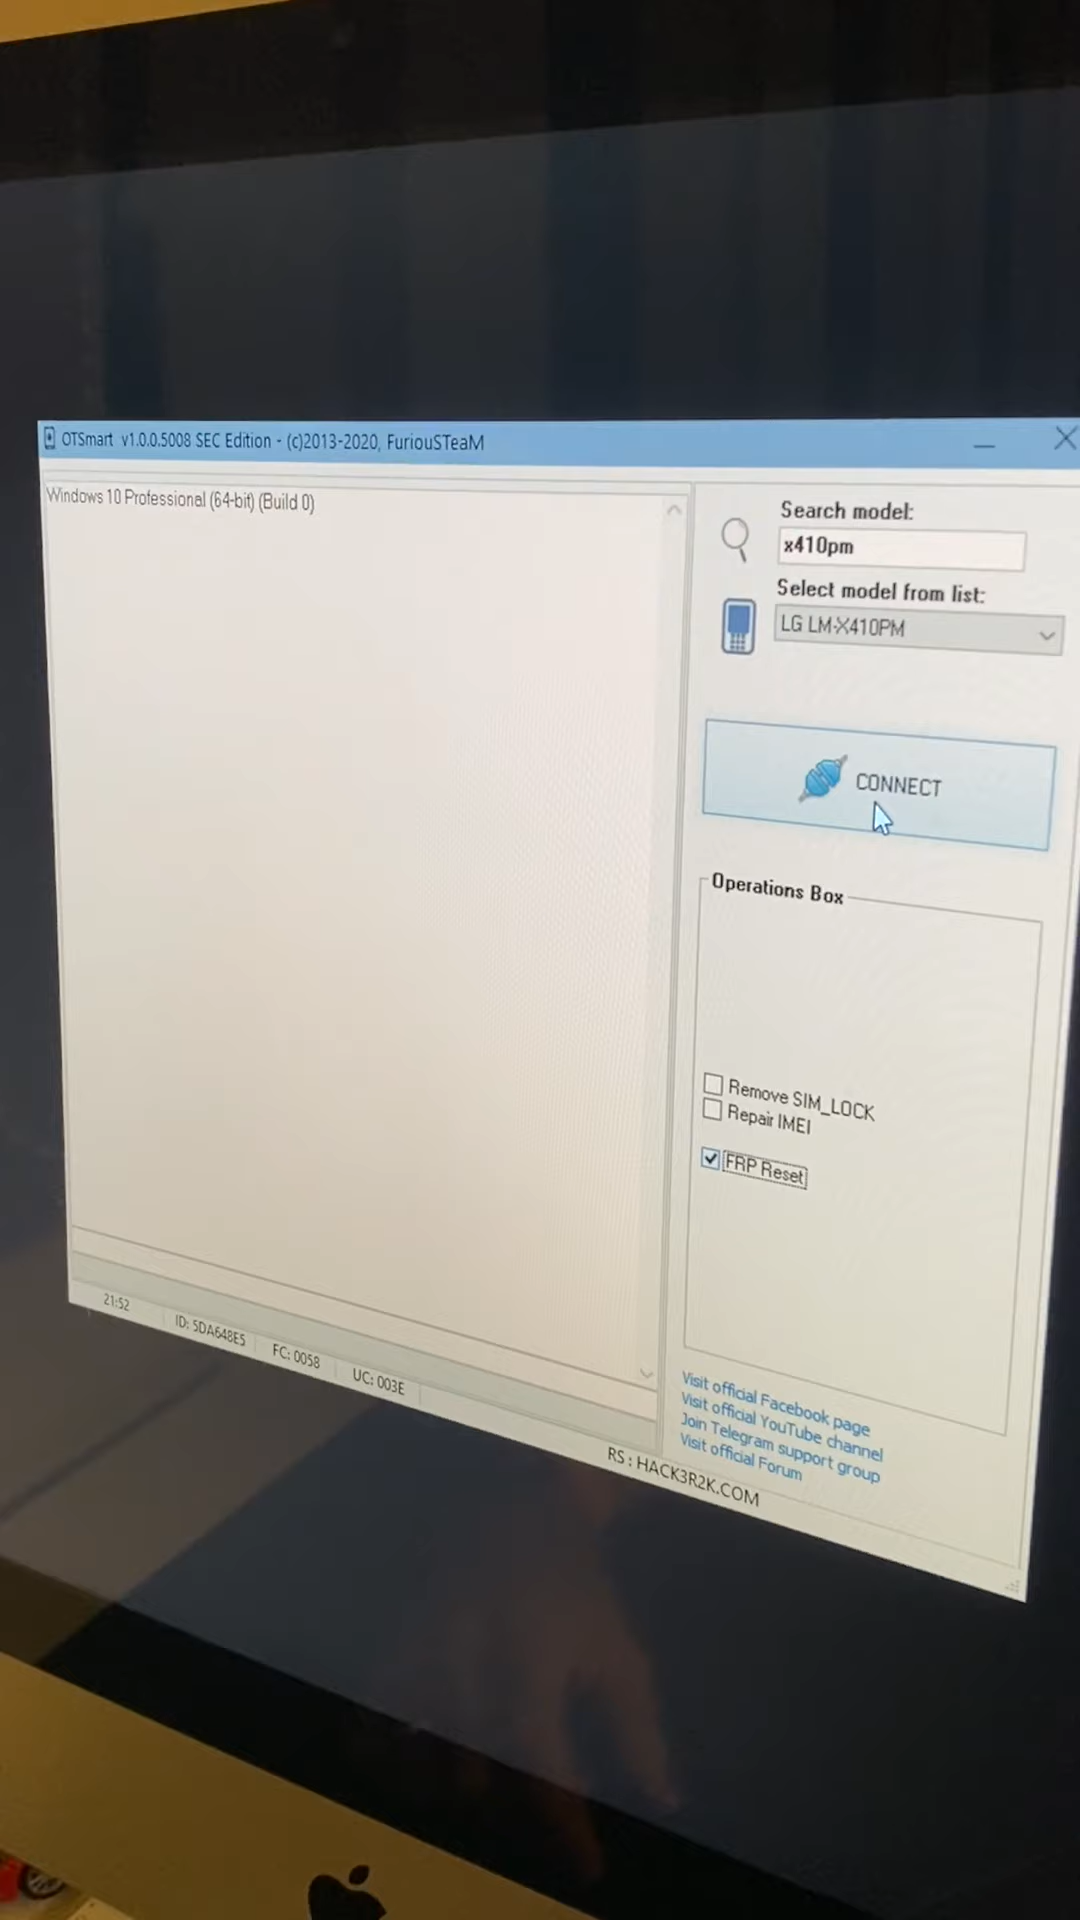 OTSmart v1.0.0.5008 SEC Edition - (c)2013-2020, FuriouSTeaM
Windows 10 Professional (64-bit) (Build 0)
Search model:
x410pm
Select model from list:
LG LM-X410PM
CONNECT
Operations Box
Remove SIM_LOCK
Repair IMEI
FRP Reset
Visit official Facebook page
Visit official YouTube channel
Join Telegram support group
Visit official Forum
21:52 ID: 5DA648E5 FC: 0058 UC: 003E
RS : HACK3R2K.COM